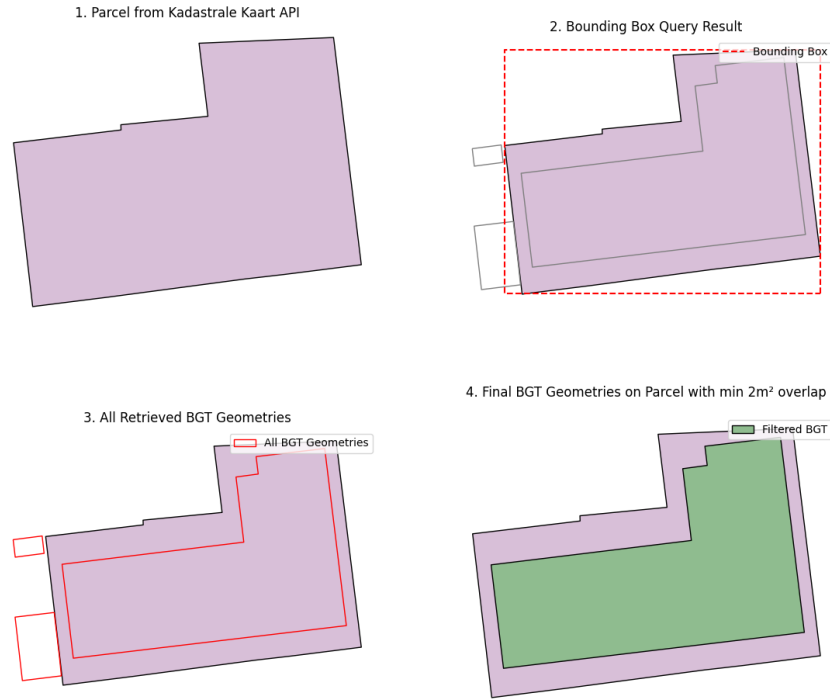 1. Parcel from Kadastrale Kaart API
2. Bounding Box Query Result
Bounding Box
3. All Retrieved BGT Geometries
All BGT Geometries
4. Final BGT Geometries on Parcel with min 2m² overlap
Filtered BGT